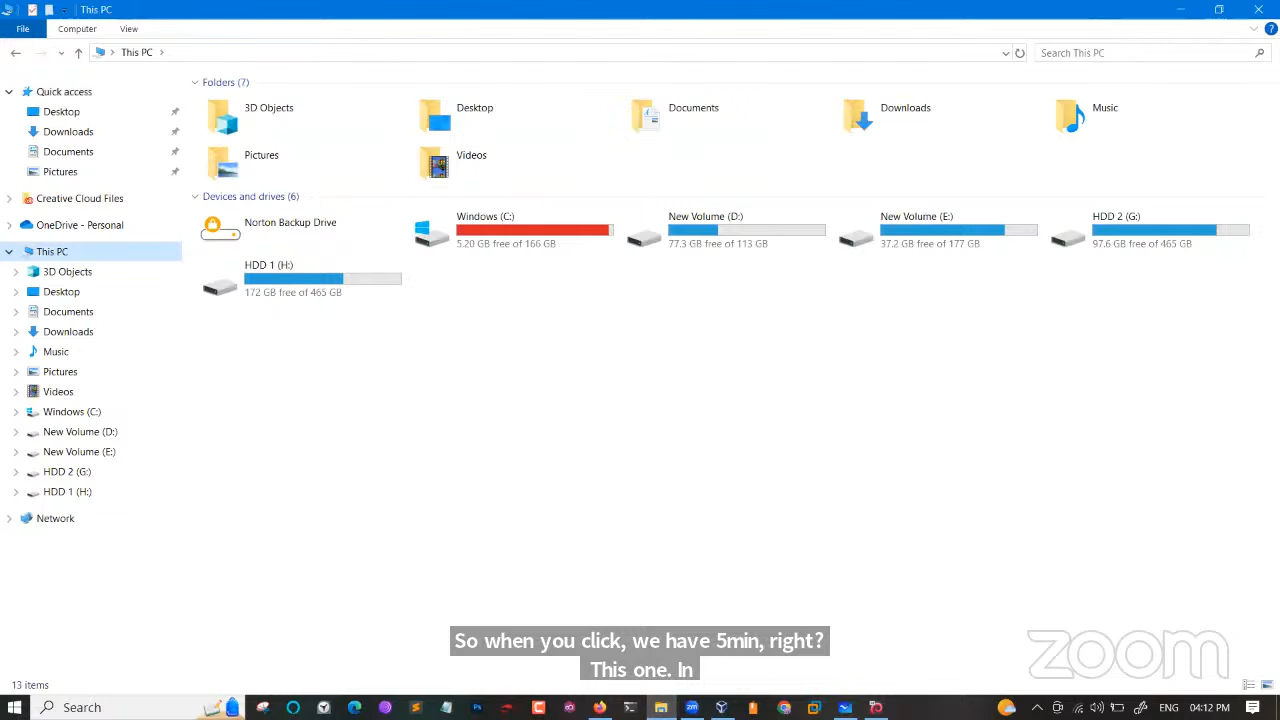 This PC
File
Computer
View
This PC
Search This PC
Quick access
Desktop
Downloads
Documents
Pictures
Creative Cloud Files
OneDrive - Personal
This PC
3D Objects
Desktop
Documents
Downloads
Music
Pictures
Videos
Windows (C:)
New Volume (D:)
New Volume (E:)
HDD 2 (G:)
HDD 1 (H:)
Network
Folders (7)
3D Objects
Desktop
Documents
Downloads
Music
Pictures
Videos
Devices and drives (6)
Norton Backup Drive
Windows (C:)
5.20 GB free of 166 GB
New Volume (D:)
77.3 GB free of 113 GB
New Volume (E:)
37.2 GB free of 177 GB
HDD 2 (G:)
97.6 GB free of 465 GB
HDD 1 (H:)
172 GB free of 465 GB
So when you click, we have 5min, right?
This one. In
zoom
13 items
Search
ENG
04:12 PM